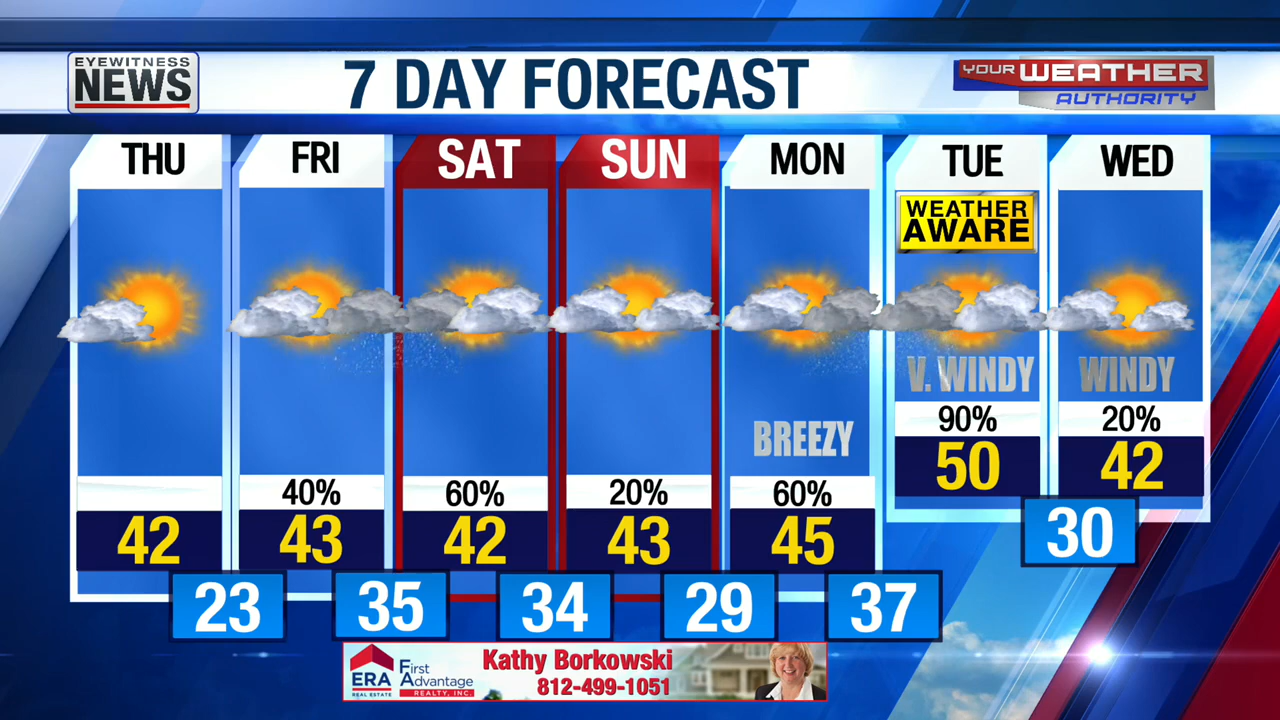 EYEWITNESS
NEWS
7 DAY FORECAST
YOUR WEATHER
AUTHORITY
THU
FRI
SAT
SUN
MON
TUE
WED
WEATHER
AWARE
V. WINDY
WINDY
BREEZY
90%
20%
50
42
40%
60%
20%
60%
42
43
42
43
45
30
23
35
34
29
37
ERA
REAL ESTATE
First
Advantage
REALTY, INC.
Kathy Borkowski
812-499-1051